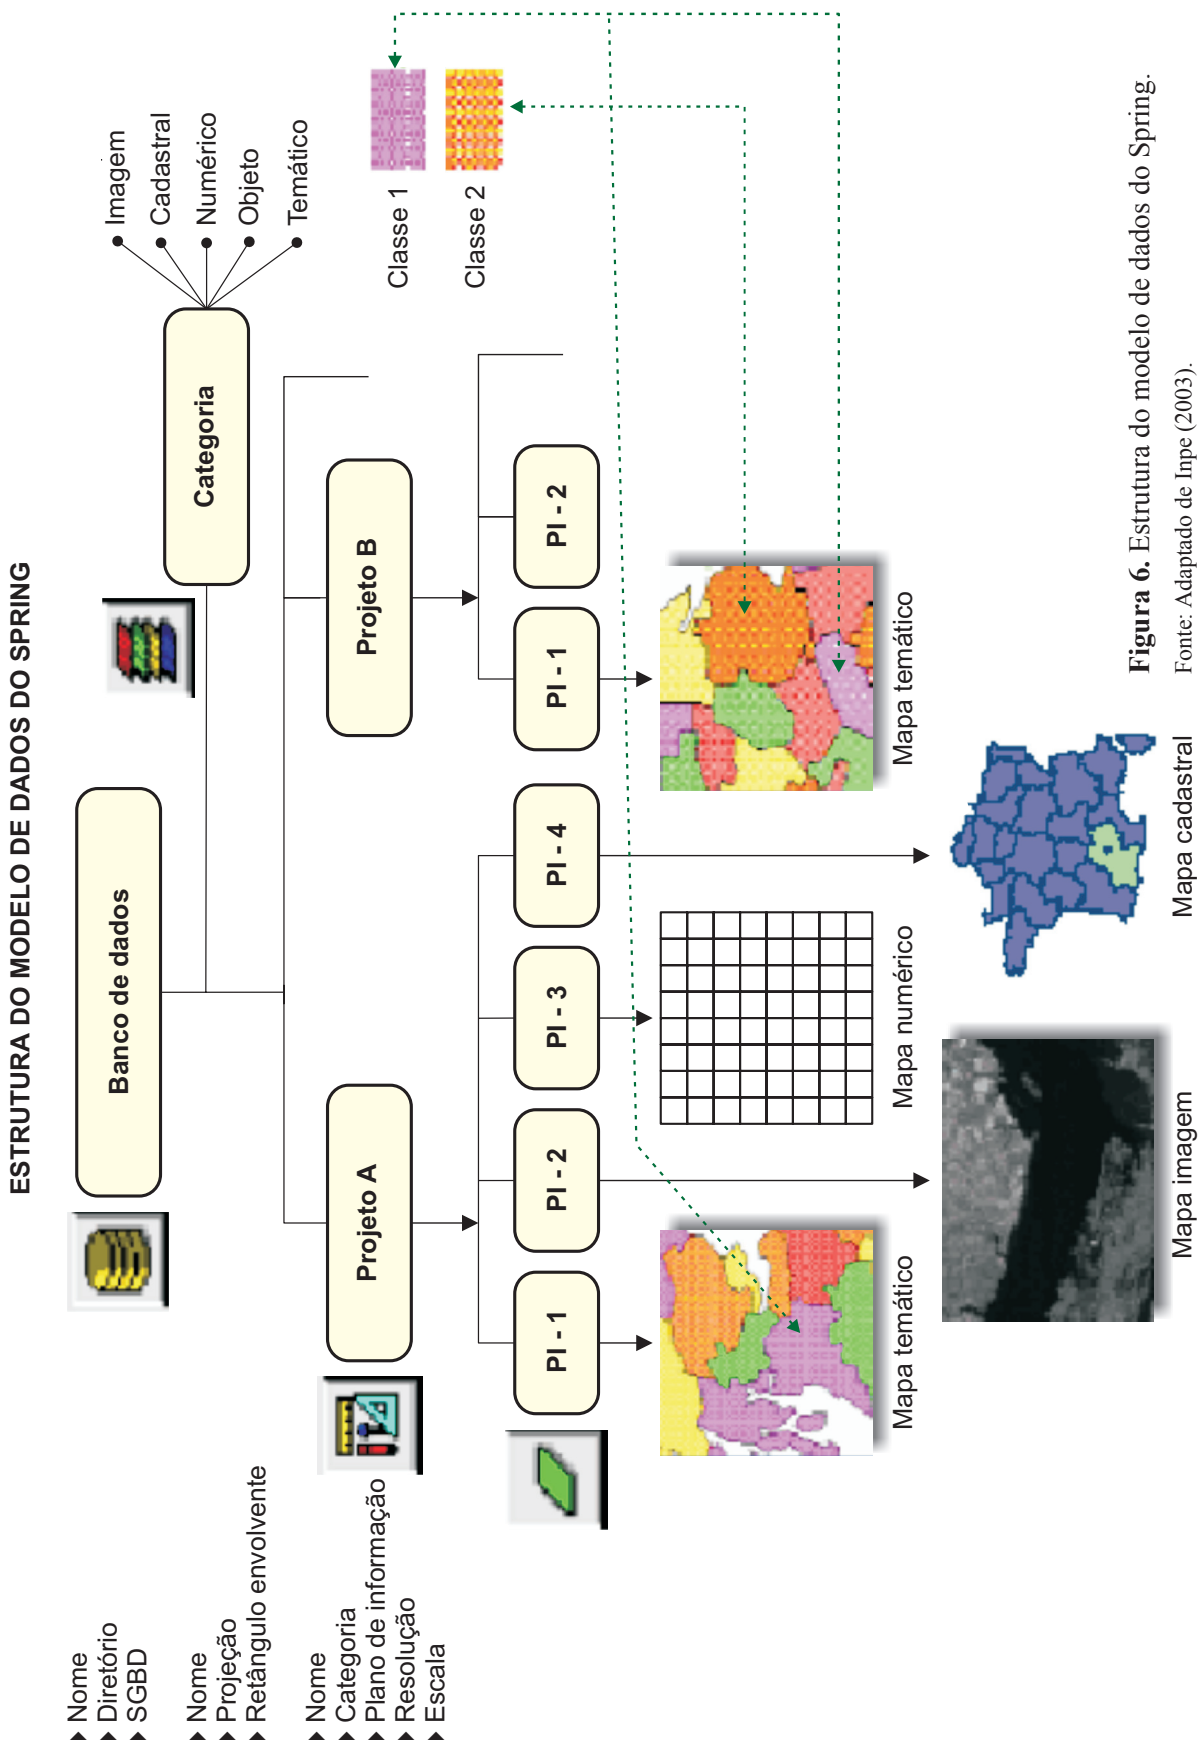 ESTRUTURA DO MODELO DE DADOS DO SPRING
Nome
Diretório
SGBD
Nome
Projeção
Retângulo envolvente
Nome
Categoria
Plano de informação
Resolução
Escala
Banco de dados
Categoria
Imagem
Cadastral
Numérico
Objeto
Temático
Projeto A
Projeto B
Classe 1
Classe 2
PI - 1
PI - 2
PI - 3
PI - 4
PI - 1
PI - 2
Mapa temático
Mapa numérico
Mapa temático
Mapa imagem
Mapa cadastral
Figura 6. Estrutura do modelo de dados do Spring.
Fonte: Adaptado de Inpe (2003).